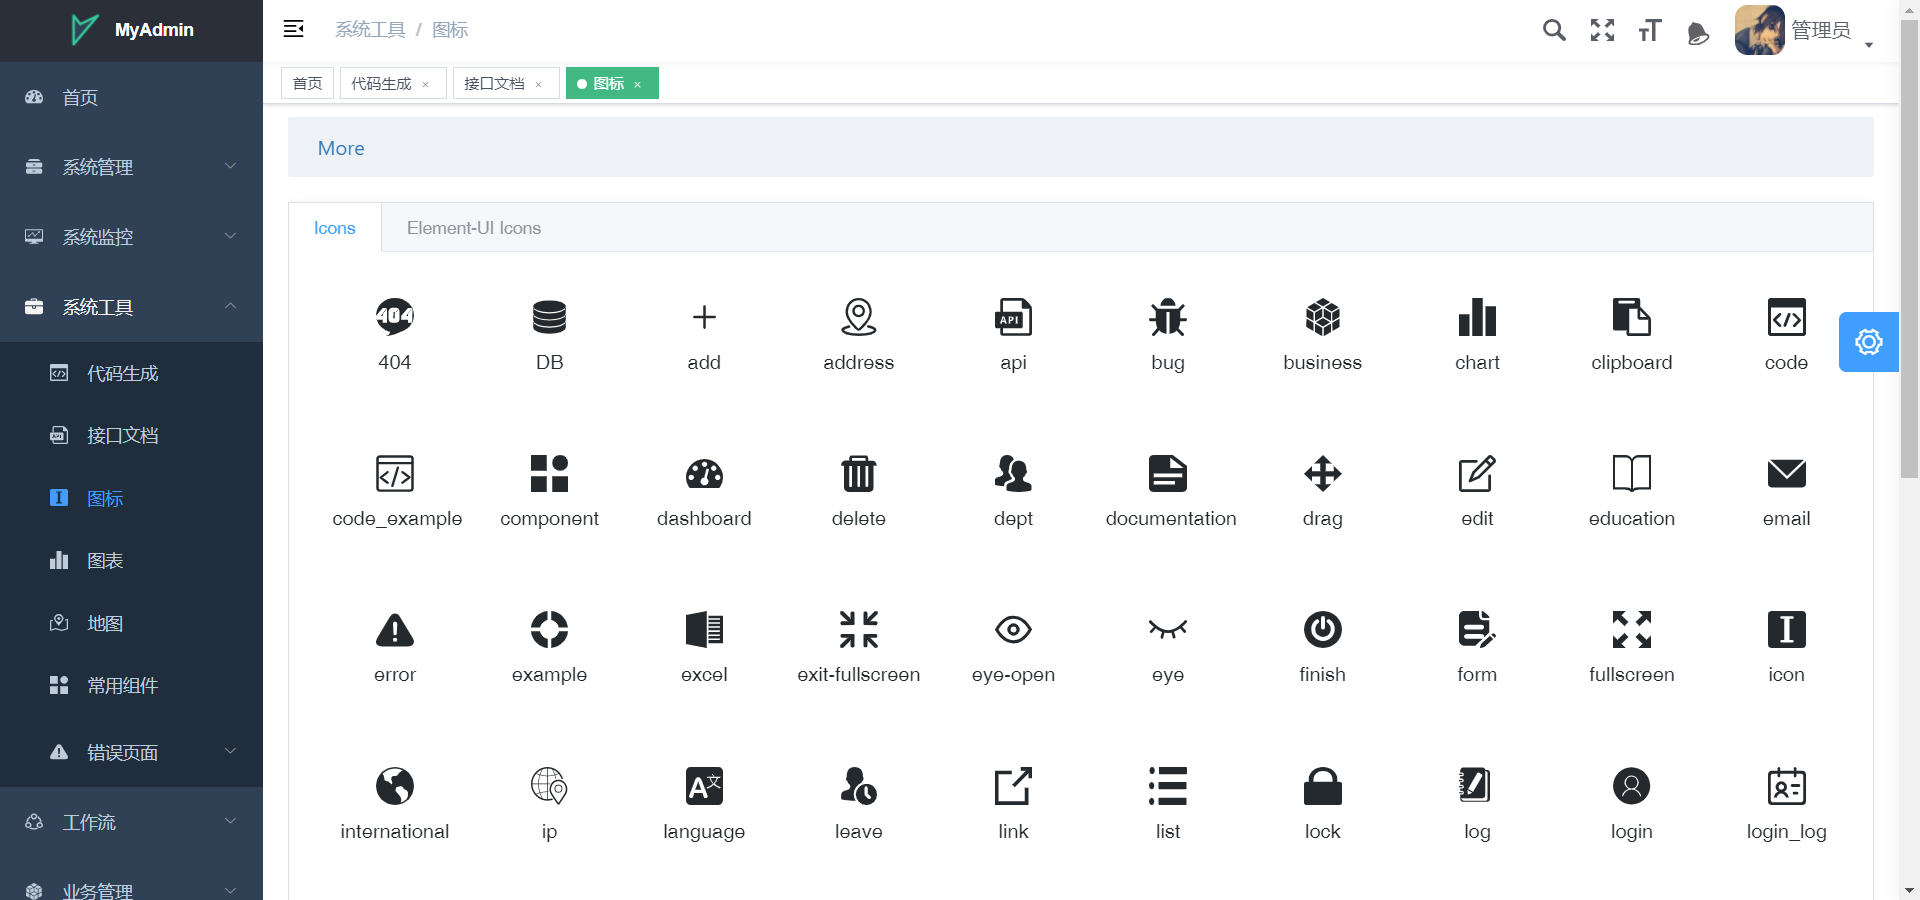 MyAdmin
首页
系统管理
系统监控
系统工具
代码生成
接口文档
图标
图表
地图
常用组件
错误页面
工作流
业务管理
系统工具 / 图标
管理员
首页 代码生成 × 接口文档 × 图标 ×
More
Icons Element-UI Icons
404 API
404 DB add address api bug business chart clipboard code
code_example component dashboard delete dept documentation drag edit education email
error example excel exit-fullscreen eye-open eye finish form fullscreen icon
A 文
international ip language leave link list lock log login login_log